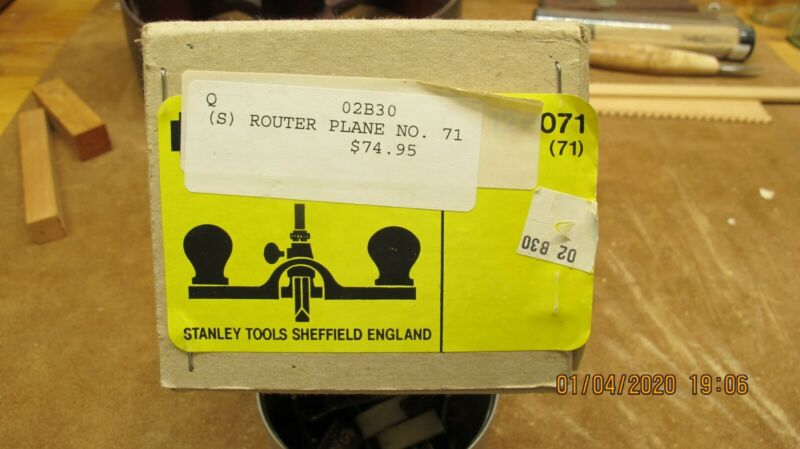 Q 02B30
(S) ROUTER PLANE NO. 71
$74.95
071
(71)
02 B30
STANLEY TOOLS SHEFFIELD ENGLAND
01/04/2020 19:06